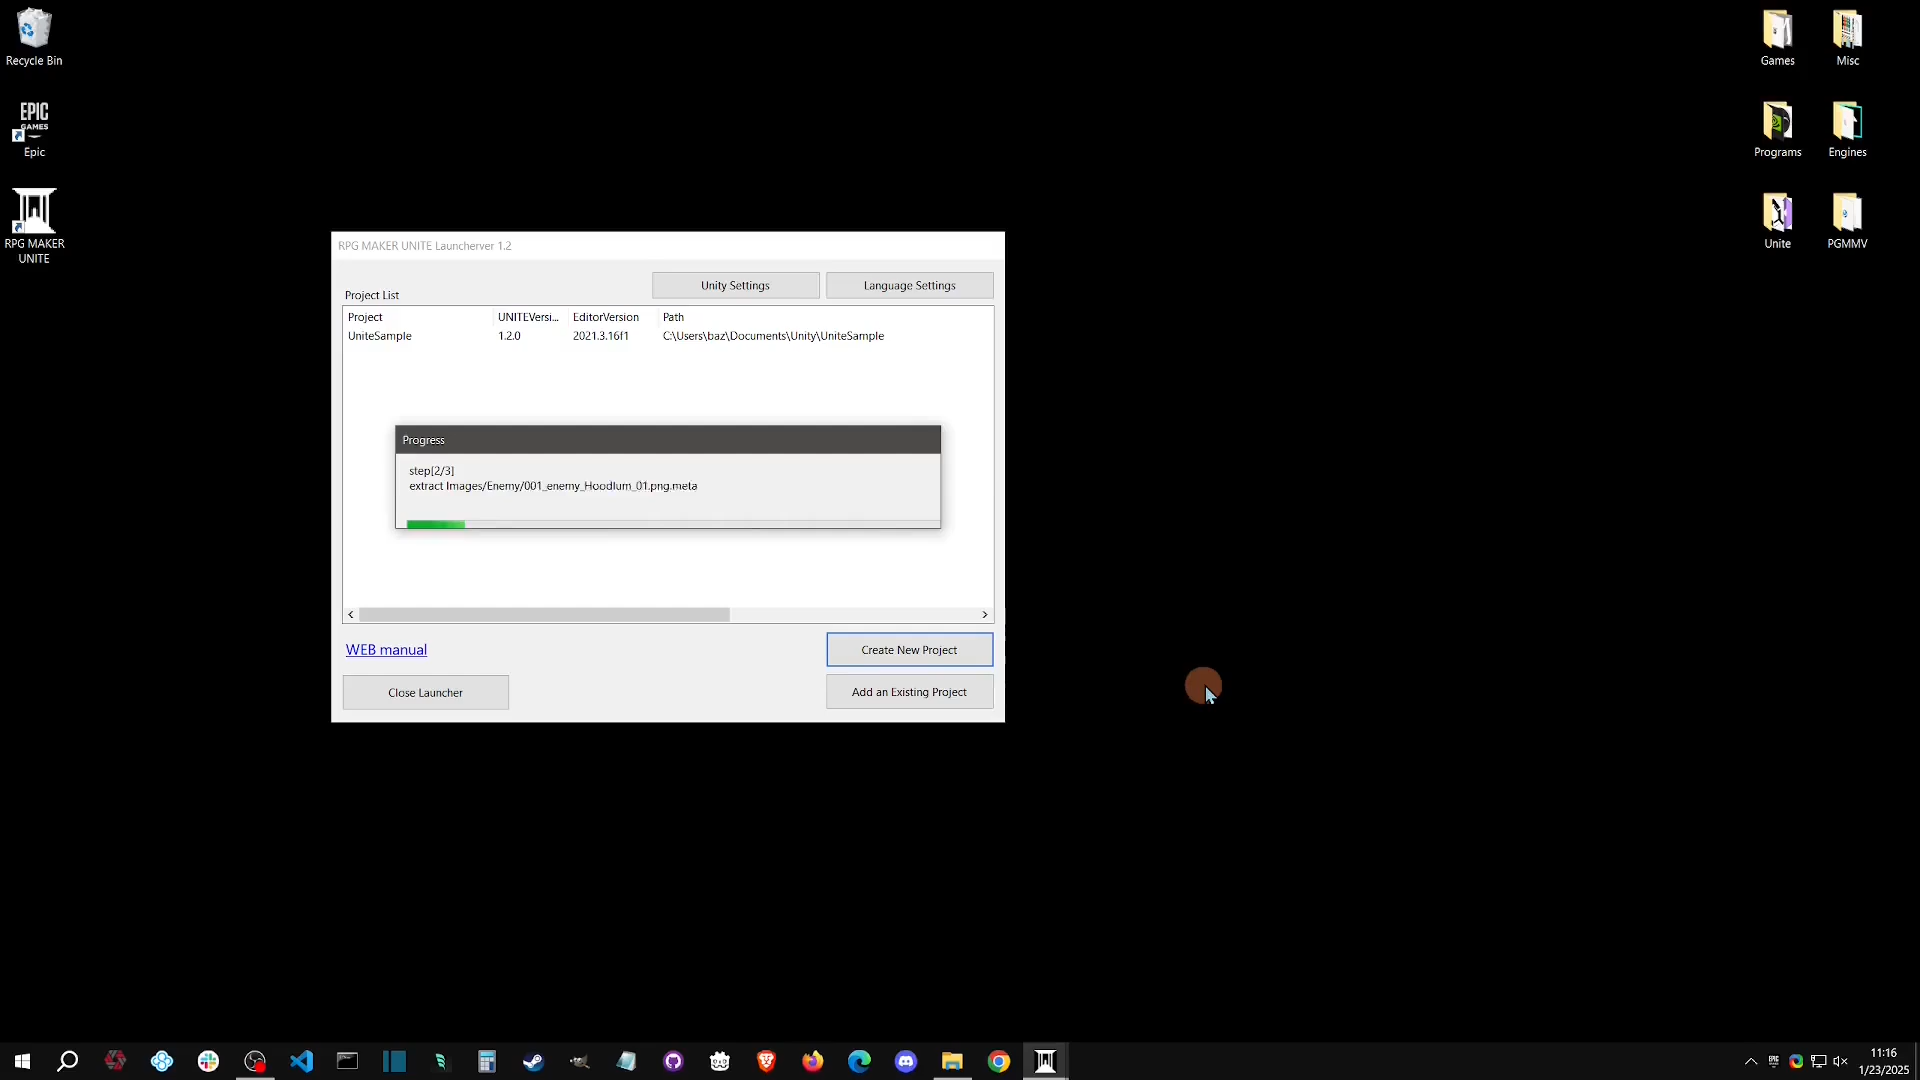 Recycle Bin
EPIC
GAMES
Epic
RPG MAKER
UNITE
Games
Misc
Programs
Engines
Unite
PGMMV
RPG MAKER UNITE Launcherver 1.2
Unity Settings
Language Settings
Project List
Project UNITEVersi... EditorVersion Path
UniteSample 1.2.0 2021.3.16f1 C:\Users\baz\Documents\Unity\UniteSample
Progress
step[2/3]
extract Images/Enemy/001_enemy_Hoodlum_01.png.meta
WEB manual
Create New Project
Close Launcher
Add an Existing Project
11:16
1/23/2025